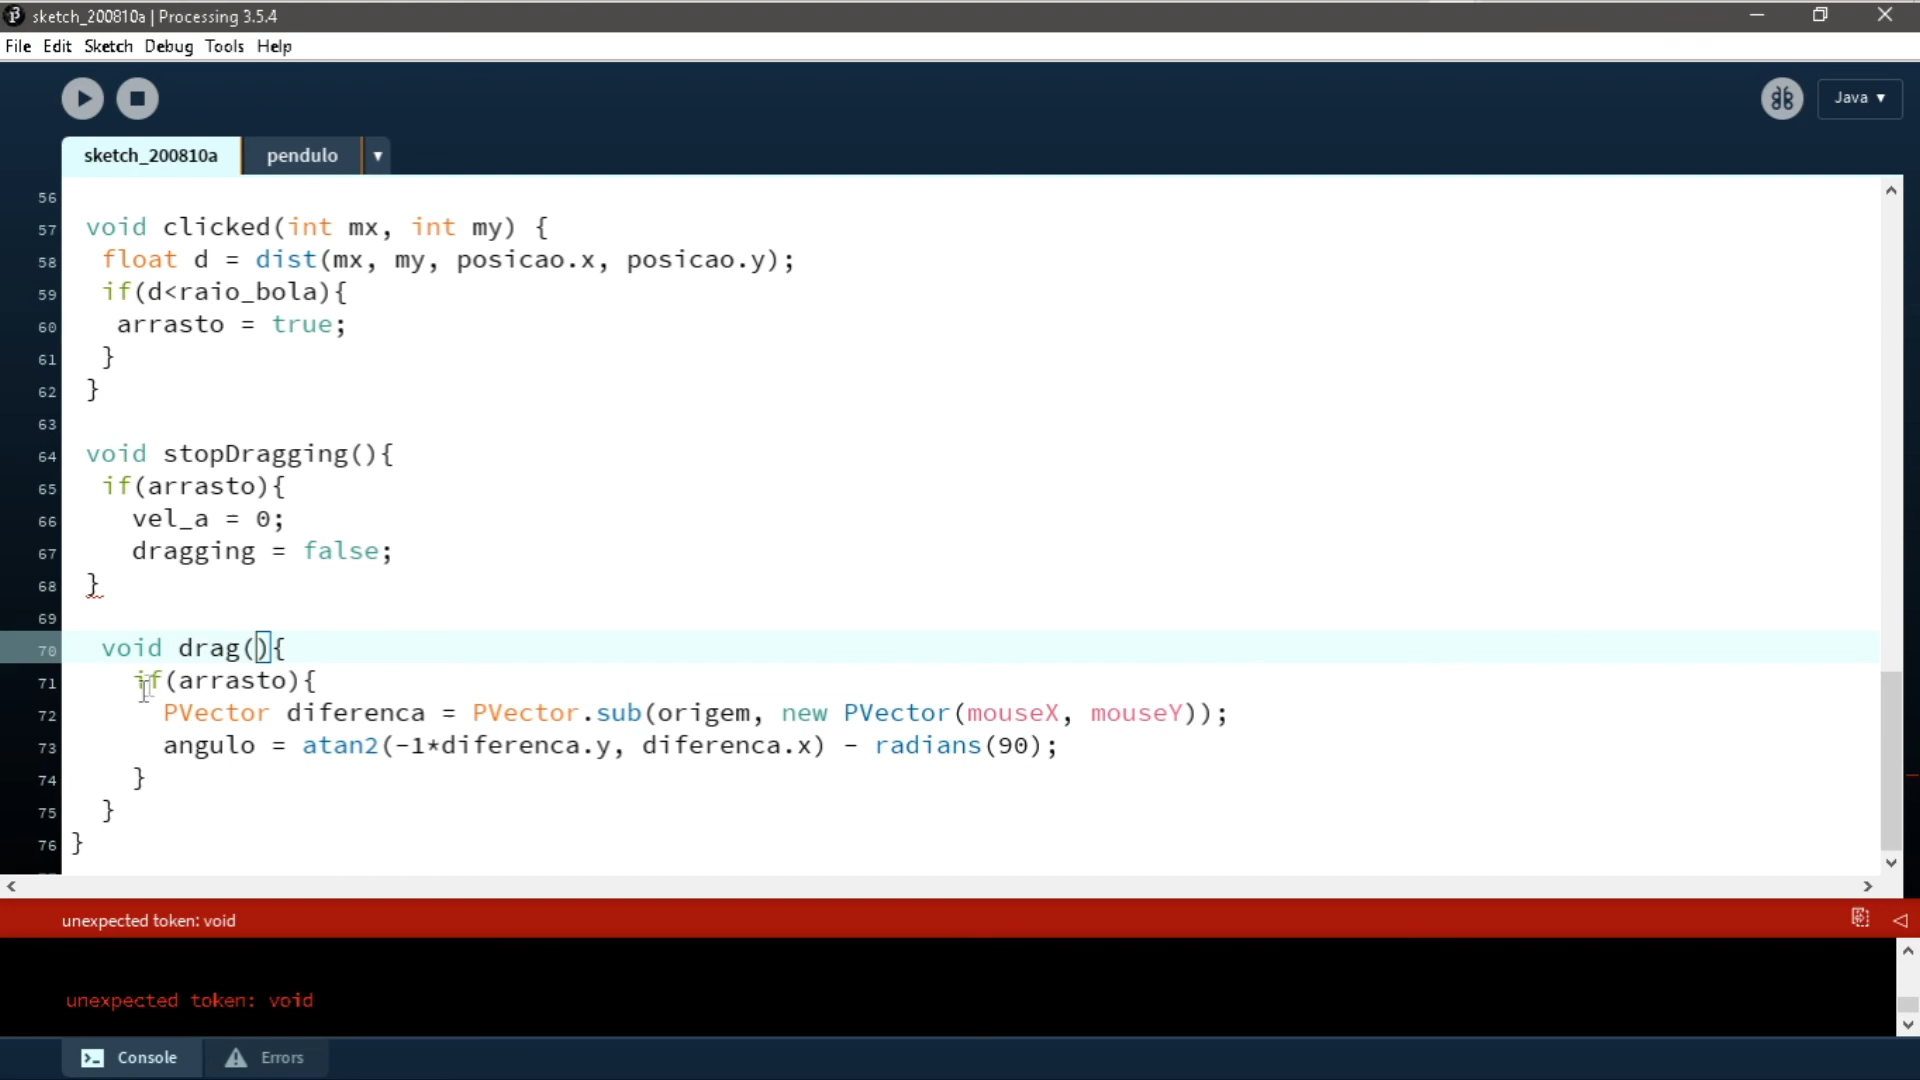 sketch_200810a | Processing 3.5.4
File Edit Sketch Debug Tools Help
Java ▾
sketch_200810a pendulo ▾
56
57 void clicked(int mx, int my) {
58 float d = dist(mx, my, posicao.x, posicao.y);
59 if(d<raio_bola){
60 arrasto = true;
61 }
62 }
63
64 void stopDragging(){
65 if(arrasto){
66 vel_a = 0;
67 dragging = false;
68 }
69
70 void drag(){
71 if(arrasto){
72 PVector diferenca = PVector.sub(origem, new PVector(mouseX, mouseY));
73 angulo = atan2(-1*diferenca.y, diferenca.x) - radians(90);
74 }
75 }
76 }
unexpected token: void
unexpected token: void
Console Errors